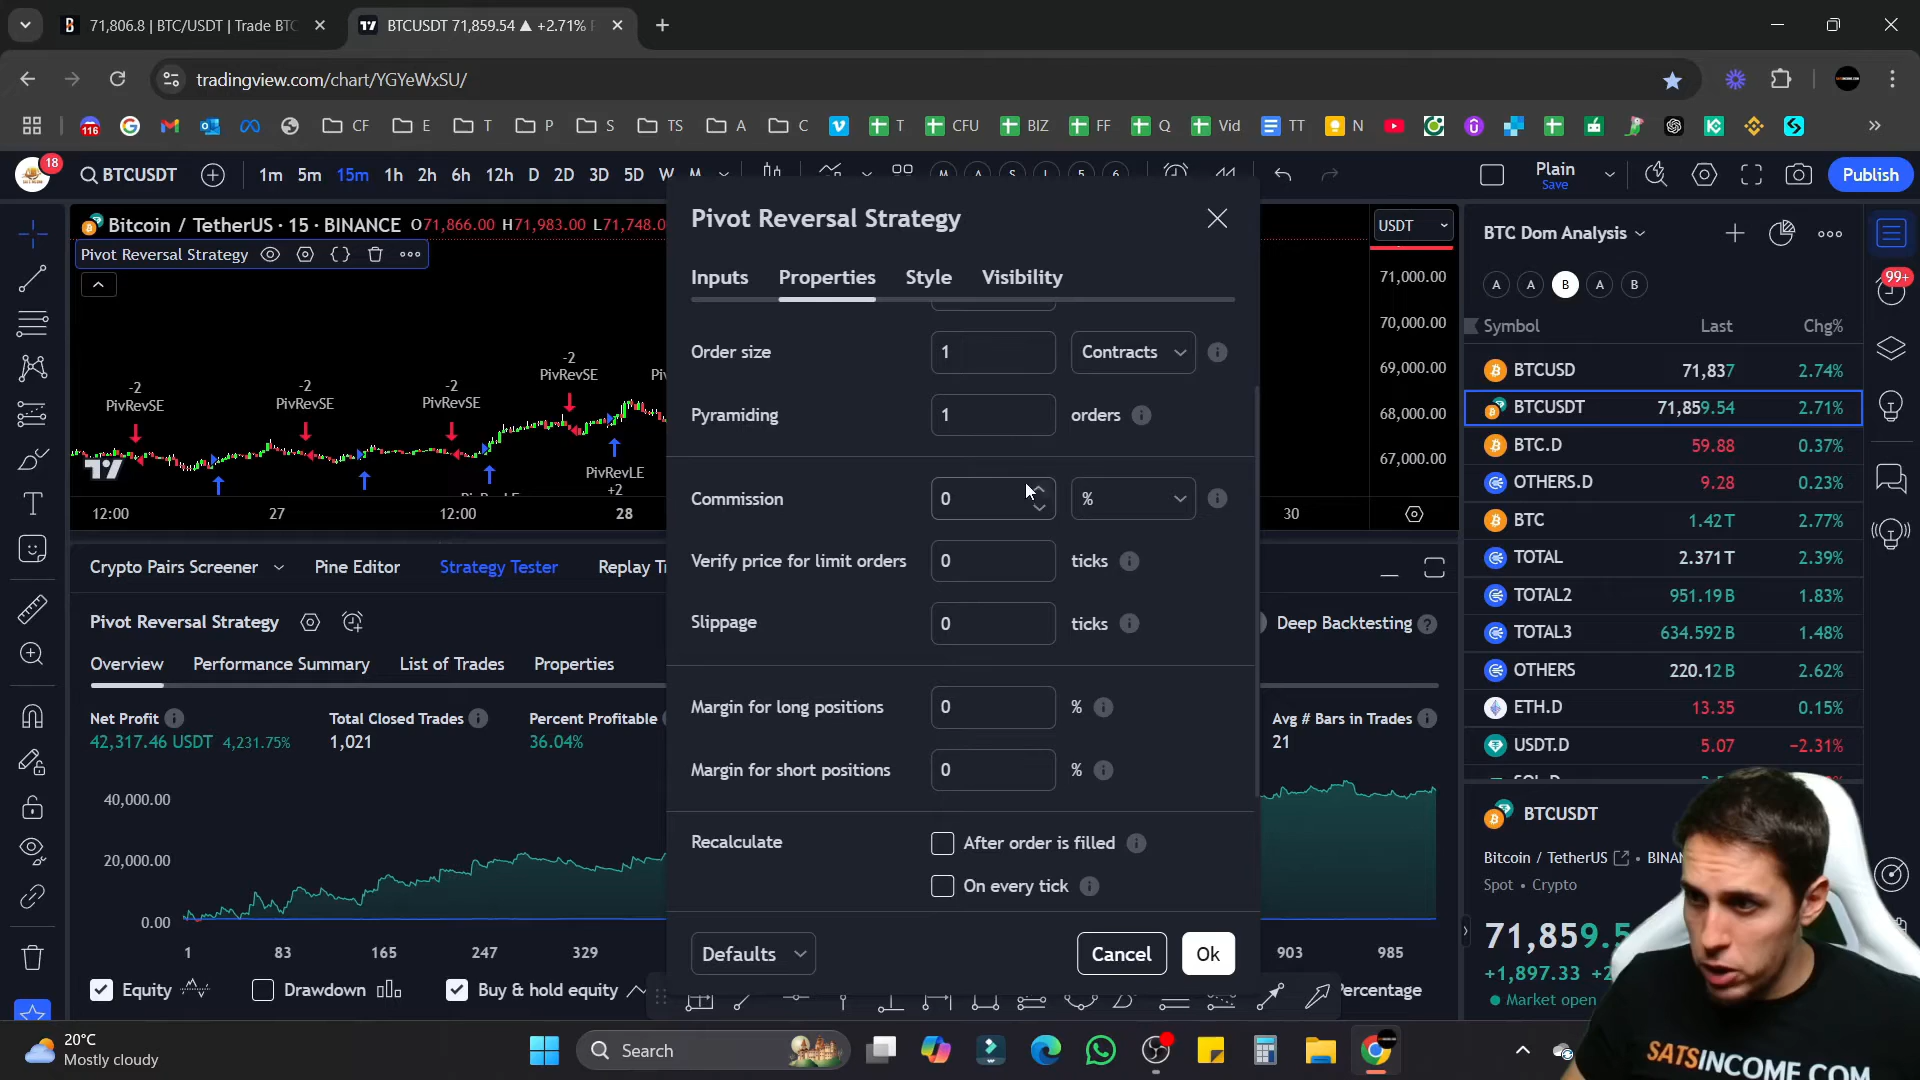 71,806.8 | BTC/USDT | Trade BTC
BTCUSDT 71,859.54 ▲ +2.71%
tradingview.com/chart/YGYeWxSU/
116
CF
E
T
P
S
TS
A
C
T
CFU
BIZ
FF
Q
Vid
TT
N
»
18
BTCUSDT
1m 5m 15m 1h 2h 6h 12h D 2D 3D 5D W M
Plain
Save
Publish
Bitcoin / TetherUS · 15 · BINANCE O71,866.00 H71,983.00 L71,748.0
Pivot Reversal Strategy
-2
PivRevSE
-2
PivRevSE
-2
PivRevSE
-2
PivRevSE
PivRevLE
+2
12:00 27 12:00 28 30
USDT
71,000.00
70,000.00
69,000.00
68,000.00
67,000.00
Pivot Reversal Strategy
Inputs Properties Style Visibility
Order size 1 Contracts
Pyramiding 1 orders
Commission 0 %
Verify price for limit orders 0 ticks
Slippage 0 ticks
Margin for long positions 0 %
Margin for short positions 0 %
Recalculate After order is filled
On every tick
Defaults Cancel Ok
Crypto Pairs Screener Pine Editor Strategy Tester
Pivot Reversal Strategy
Deep Backtesting
Overview Performance Summary List of Trades Properties
Net Profit
42,317.46 USDT 4,231.75%
Total Closed Trades
1,021
Percent Profitable
36.04%
Avg # Bars in Trades
21
40,000.00
20,000.00
0.00
1 83 165 247 329 903 985
Equity Drawdown Buy & hold equity
BTC Dom Analysis
A A B A B
99+
Symbol Last Chg%
BTCUSD 71,837 2.74%
BTCUSDT 71,859.54 2.71%
BTC.D 59.88 0.37%
OTHERS.D 9.28 0.23%
BTC 1.42 T 2.77%
TOTAL 2.371 T 2.39%
TOTAL2 951.19 B 1.83%
TOTAL3 634.592 B 1.48%
OTHERS 220.12 B 2.62%
ETH.D 13.35 0.15%
USDT.D 5.07 −2.31%
BTCUSDT
Bitcoin / TetherUS
Spot • Crypto
71,859.5
+1,897.33
Market open
20°C
Mostly cloudy
Search
SATSINCOME.COM